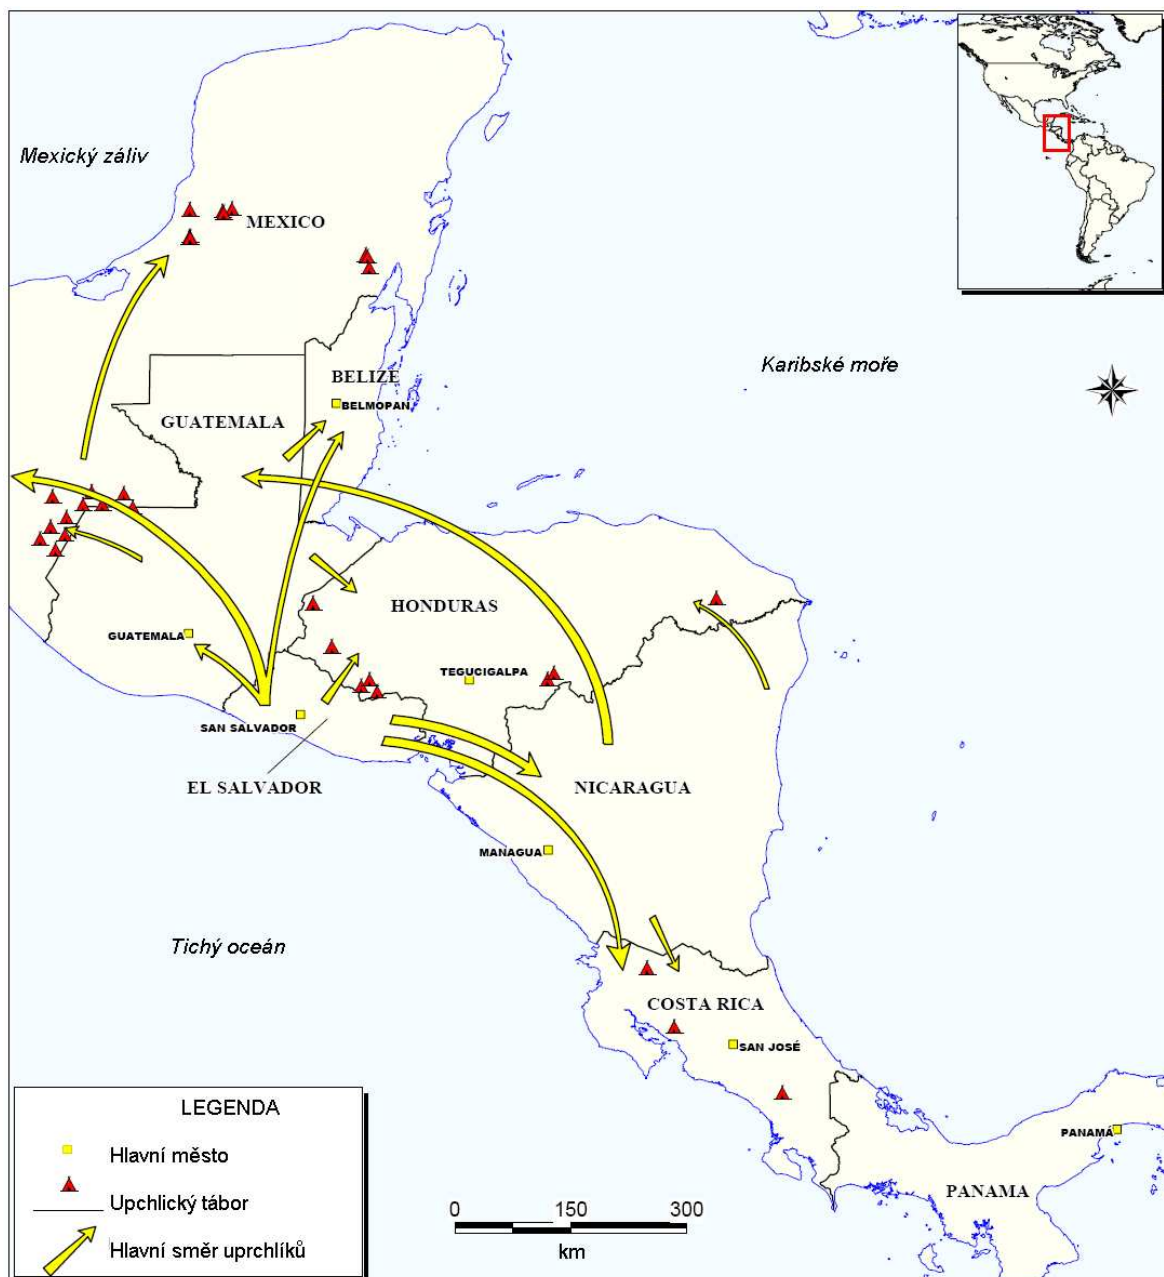 Mexický záliv
MEXICO
Karibské moře
BELIZE
BELMOPAN
GUATEMALA
HONDURAS
GUATEMALA
TEGUCIGALPA
SAN SALVADOR
EL SALVADOR
NICARAGUA
MANAGUA
Tichý oceán
COSTA RICA
SAN JOSÉ
PANAMÁ
PANAMA
LEGENDA
Hlavní město
Upchlický tábor
Hlavní směr uprchlíků
0 150 300
km